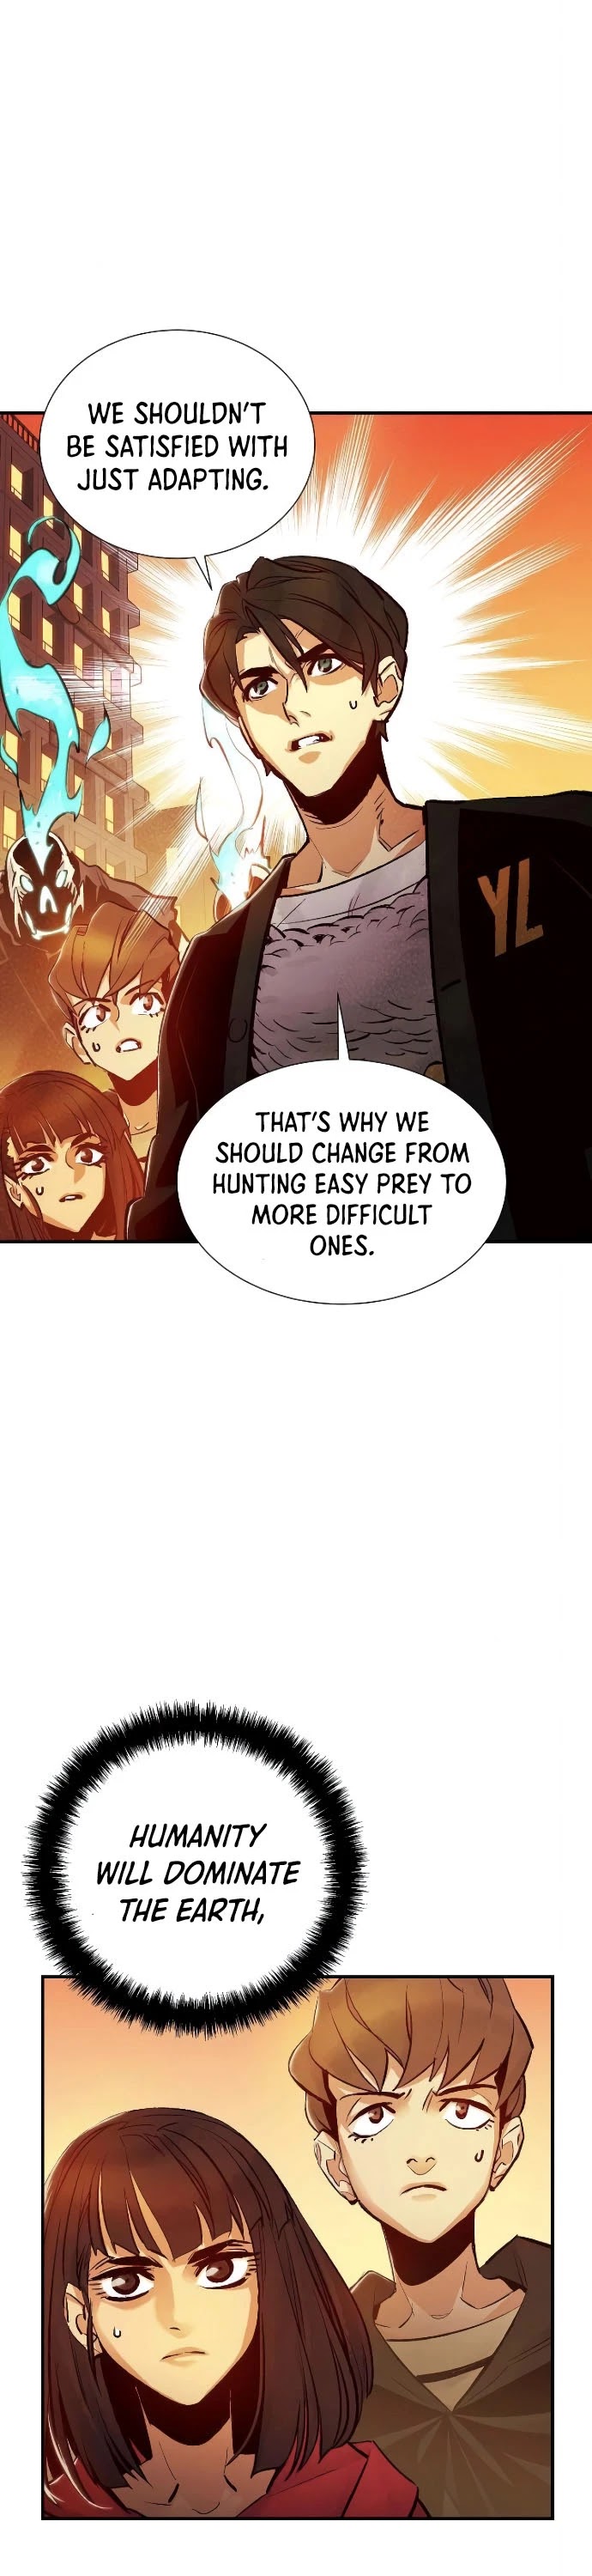 WE SHOULDN'T
BE SATISFIED WITH
JUST ADAPTING.
YL
THAT'S WHY WE
SHOULD CHANGE FROM
HUNTING EASY PREY TO
MORE DIFFICULT
ONES.
HUMANITY
WILL DOMINATE
THE EARTH,